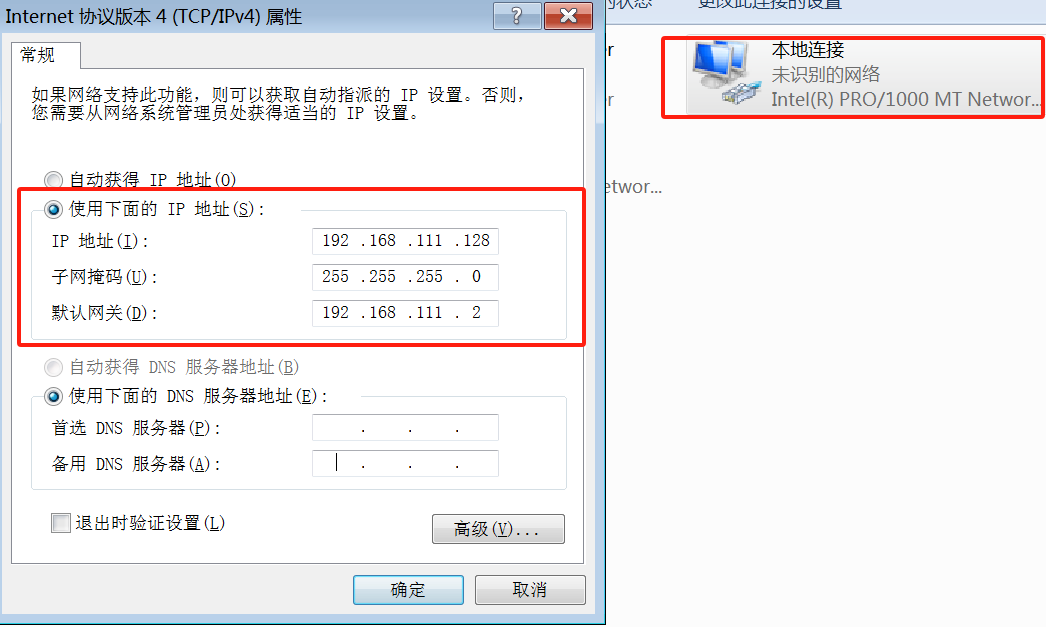 Internet 协议版本 4 (TCP/IPv4) 属性
常规
如果网络支持此功能，则可以获取自动指派的 IP 设置。否则，
您需要从网络系统管理员处获得适当的 IP 设置。
自动获得 IP 地址(O)
使用下面的 IP 地址(S):
IP 地址(I): 192 .168 .111 .128
子网掩码(U): 255 .255 .255 . 0
默认网关(D): 192 .168 .111 . 2
自动获得 DNS 服务器地址(B)
使用下面的 DNS 服务器地址(E):
首选 DNS 服务器(P): . . .
备用 DNS 服务器(A): . . .
退出时验证设置(L)
高级(V)...
确定 取消
的状态 更改此连接的设置
本地连接
未识别的网络
Intel(R) PRO/1000 MT Networ...
etwor...